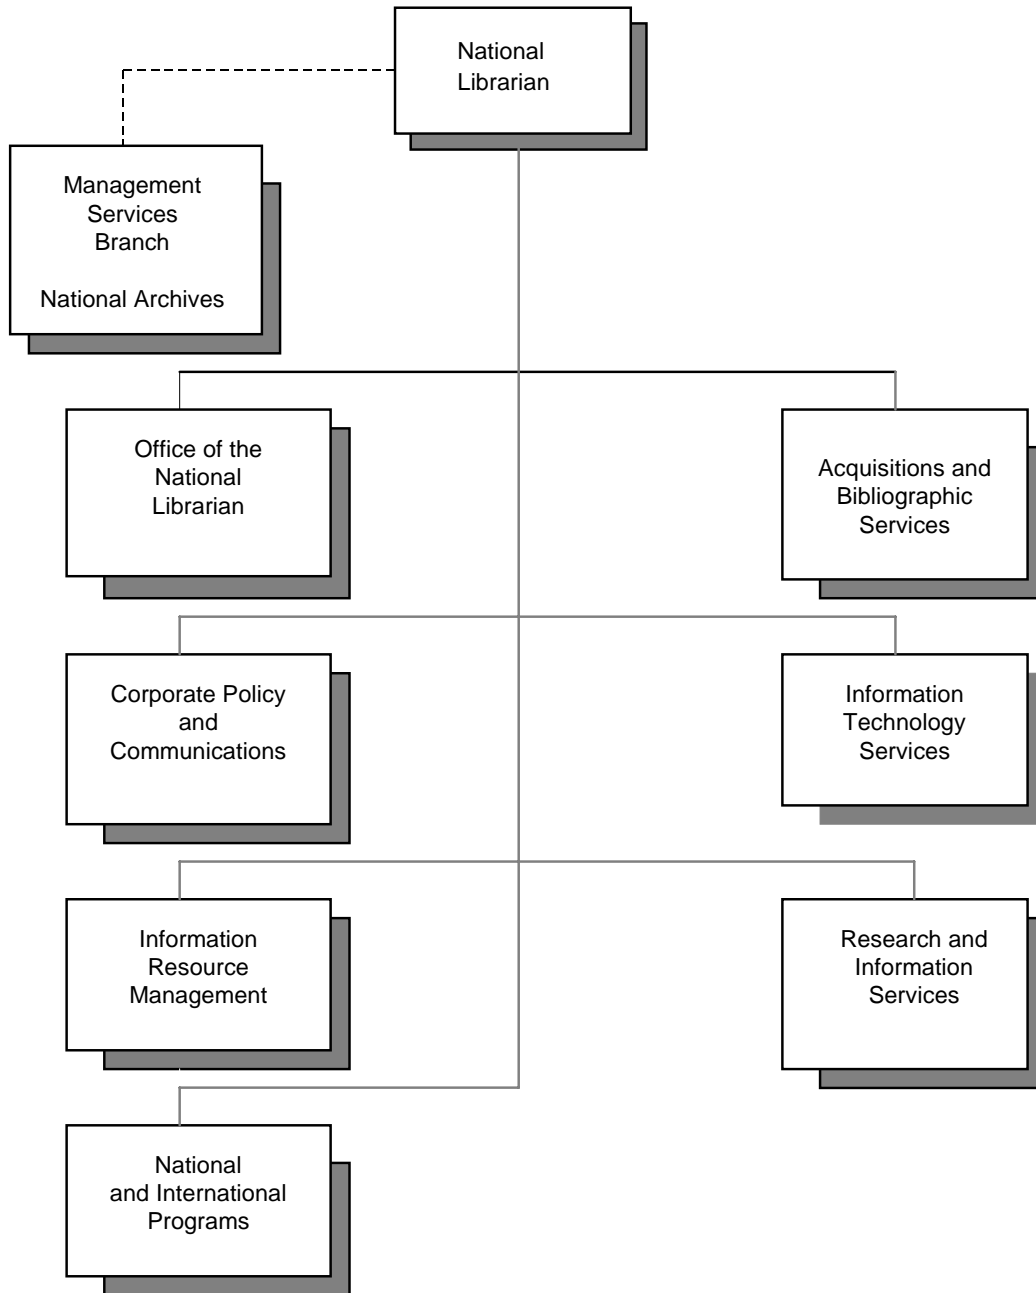 National
Librarian
Management
Services
Branch
National Archives
Office of the
National
Librarian
Acquisitions and
Bibliographic
Services
Corporate Policy
and
Communications
Information
Technology
Services
Information
Resource
Management
Research and
Information
Services
National
and International
Programs